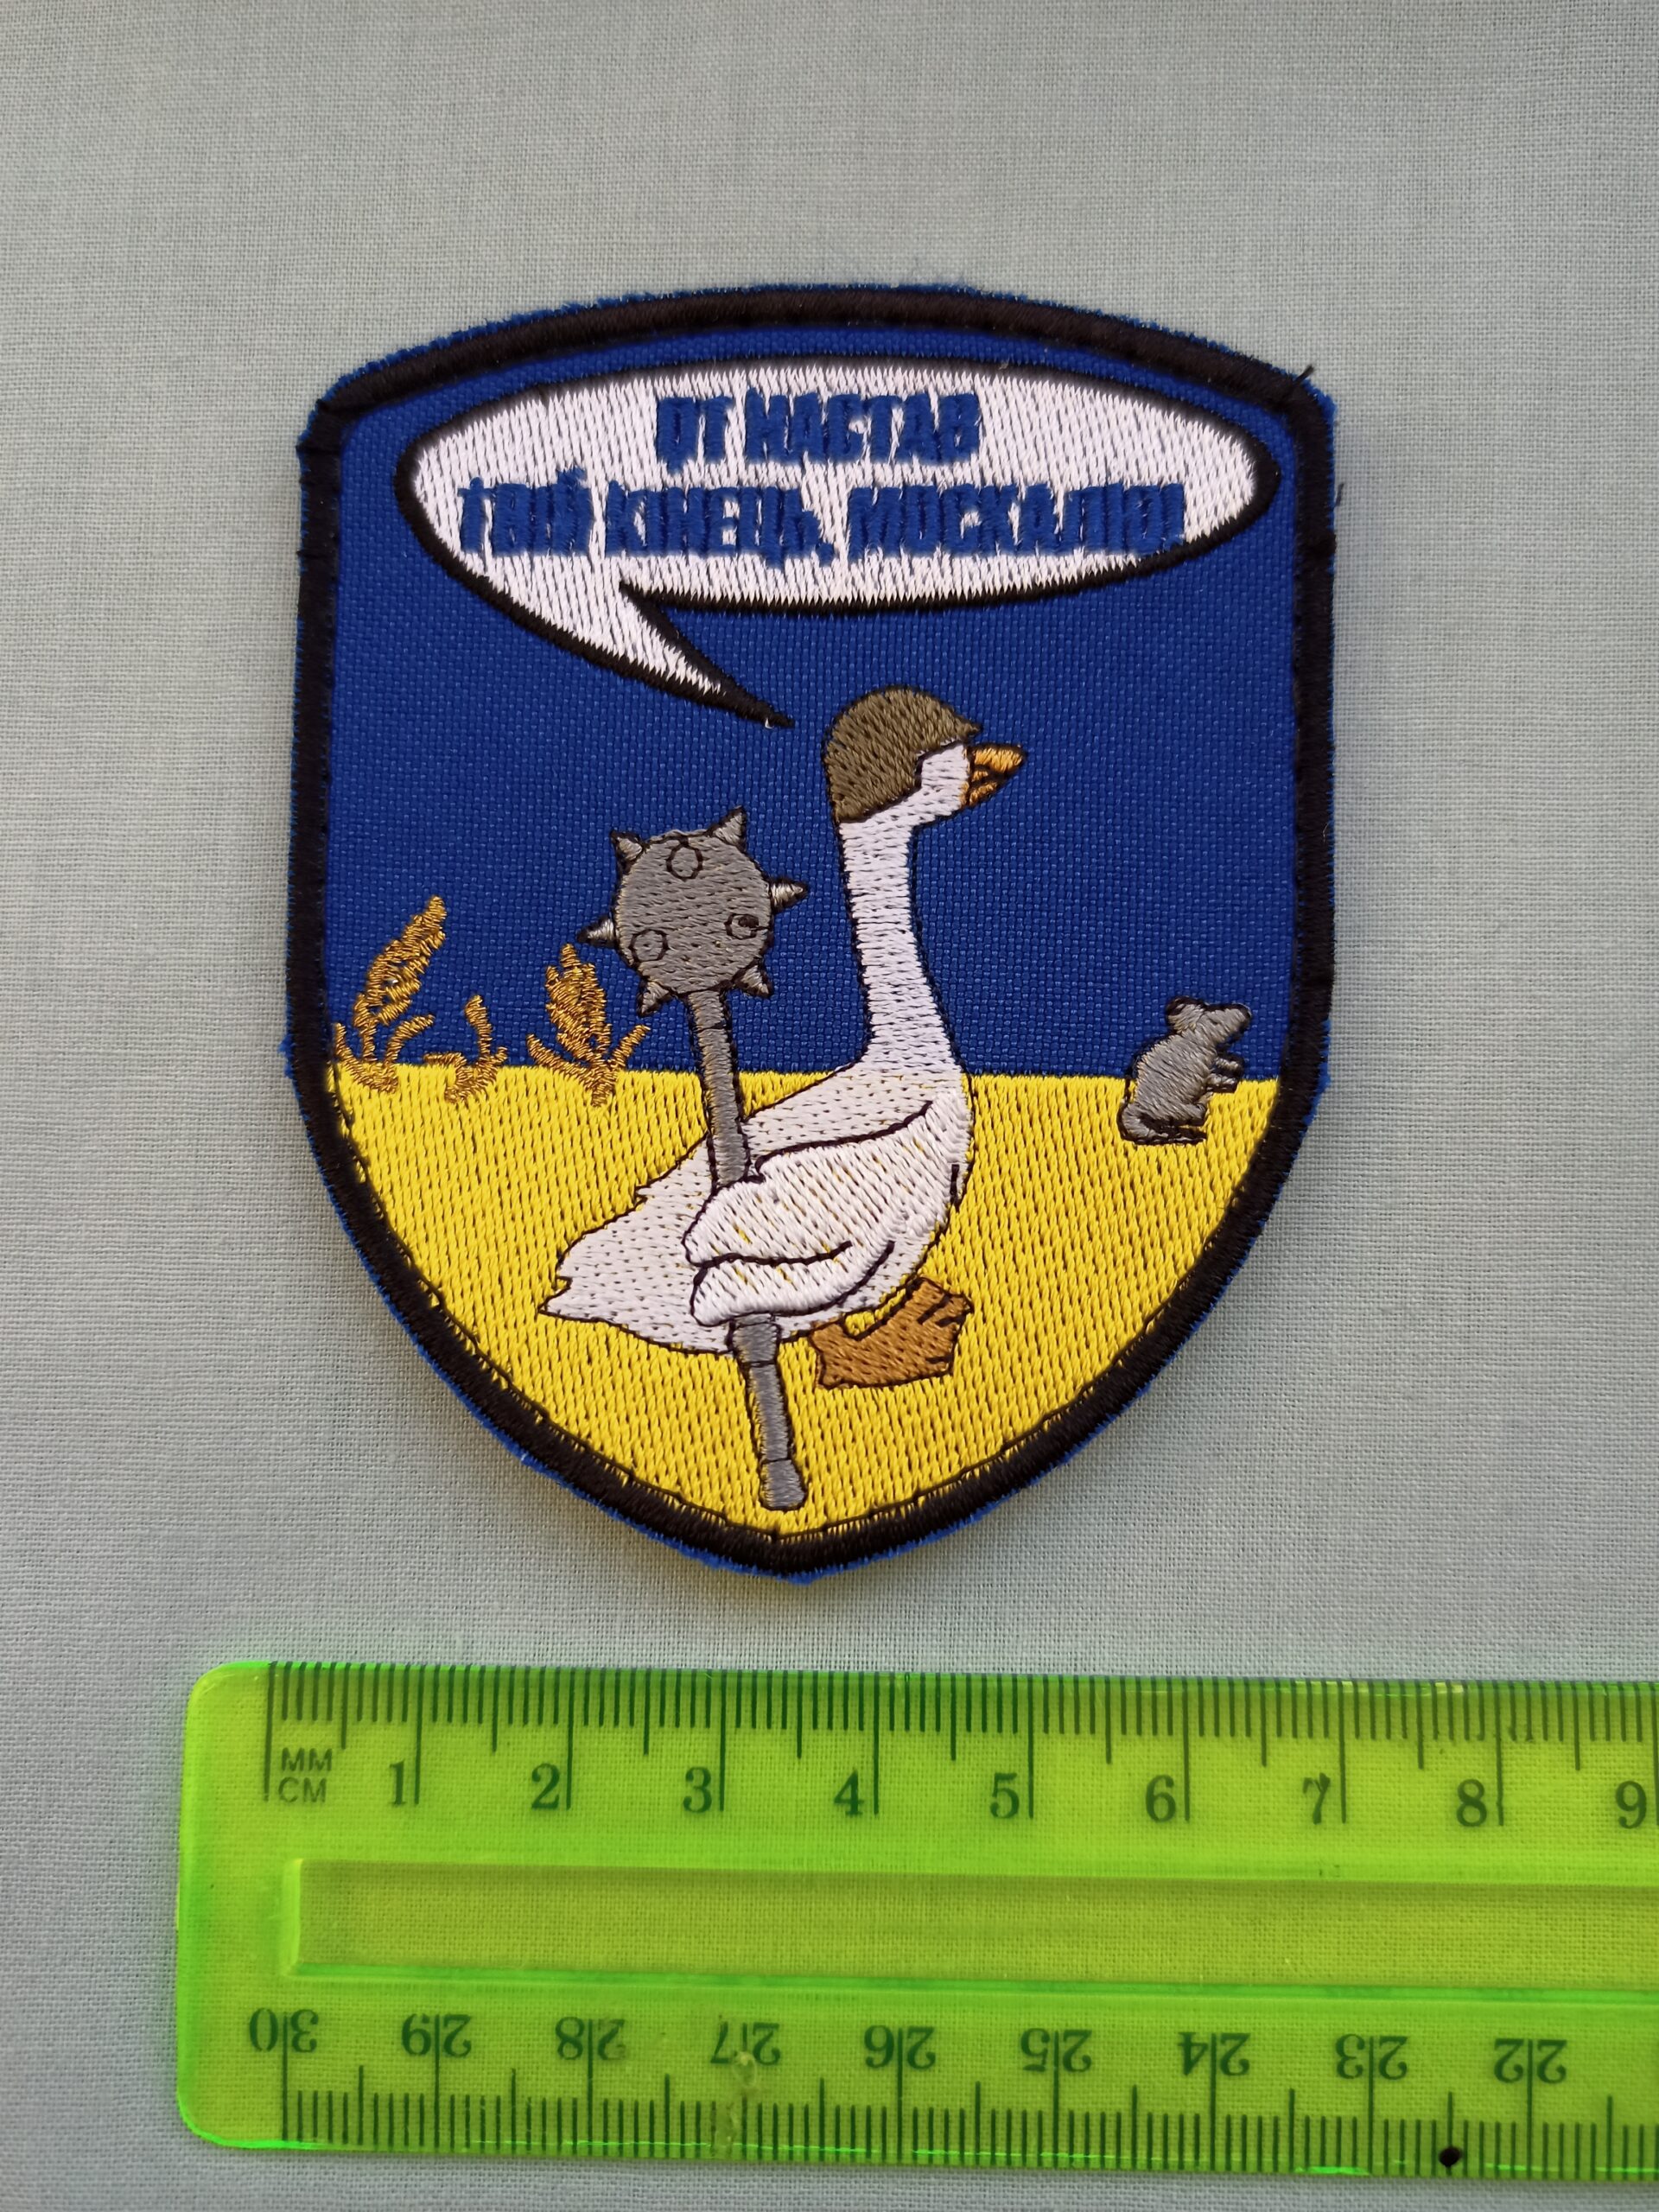 ОТ НАСТАВ
ТВІЙ КІНЕЦЬ, МОСКАЛЮ!
MM
CM
1 2 3 4 5 6 7 8 9
30 29 28 27 26 25 24 23 22